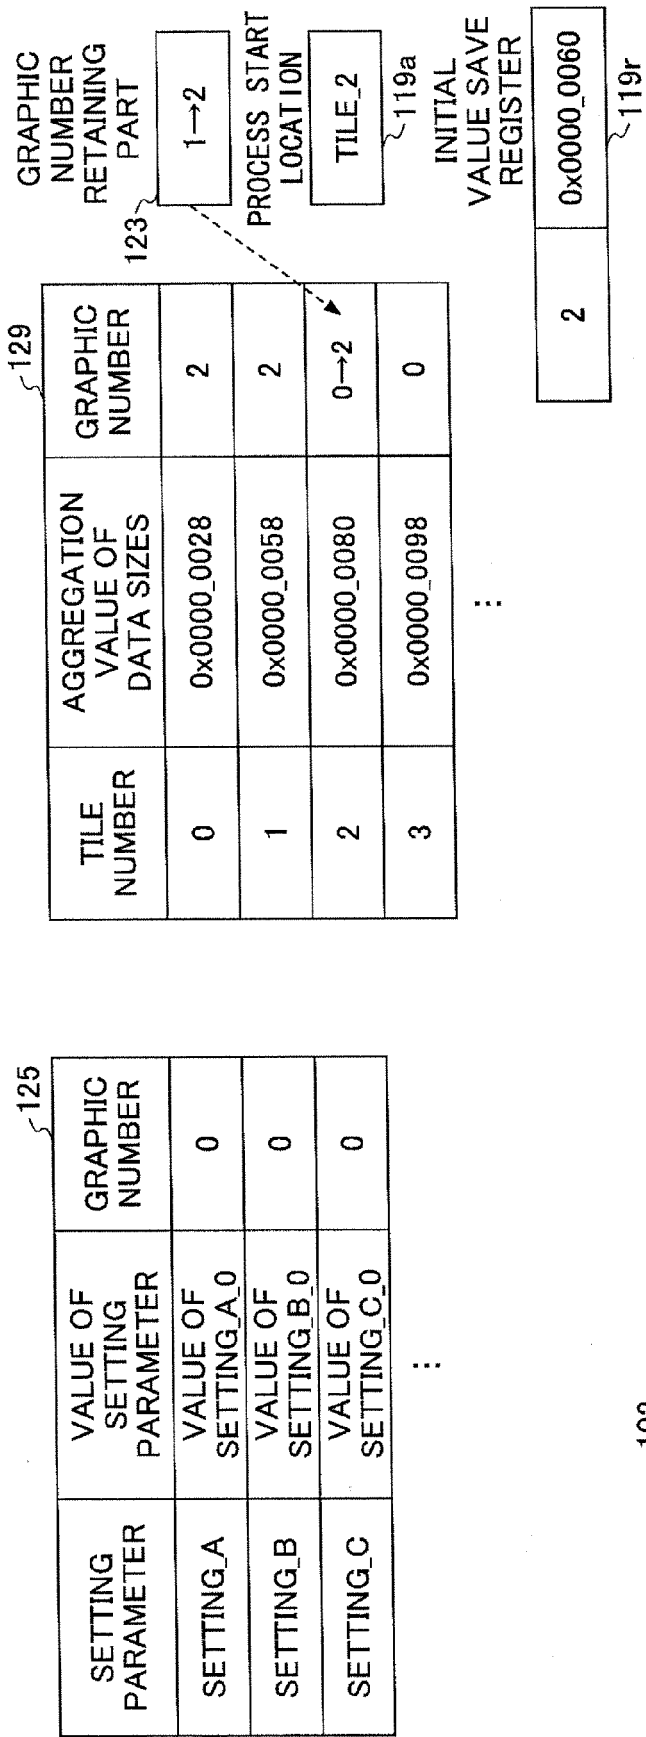 125
SETTING
PARAMETER
VALUE OF
SETTING
PARAMETER
GRAPHIC
NUMBER
SETTING_A
VALUE OF
SETTING_A_0
0
SETTING_B
VALUE OF
SETTING_B_0
0
SETTING_C
VALUE OF
SETTING_C_0
0
...
129
TILE
NUMBER
AGGREGATION
VALUE OF
DATA SIZES
GRAPHIC
NUMBER
0
0x0000_0028
2
1
0x0000_0058
2
2
0x0000_0080
0→2
3
0x0000_0098
0
...
GRAPHIC
NUMBER
RETAINING
PART
123
1→2
PROCESS START
LOCATION
TILE_2
119a
INITIAL
VALUE SAVE
REGISTER
2
0x0000_0060
119r